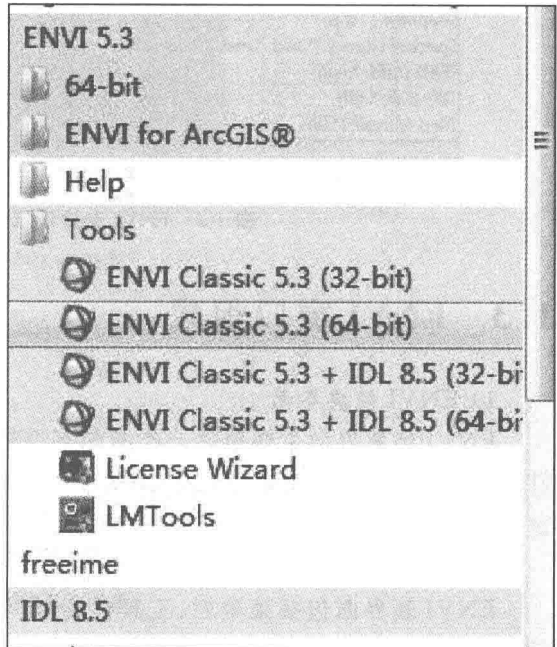 ENVI 5.3
64-bit
ENVI for ArcGIS®
Help
Tools
ENVI Classic 5.3 (32-bit)
ENVI Classic 5.3 (64-bit)
ENVI Classic 5.3 + IDL 8.5 (32-bi
ENVI Classic 5.3 + IDL 8.5 (64-bi
License Wizard
LMTools
freeime
IDL 8.5